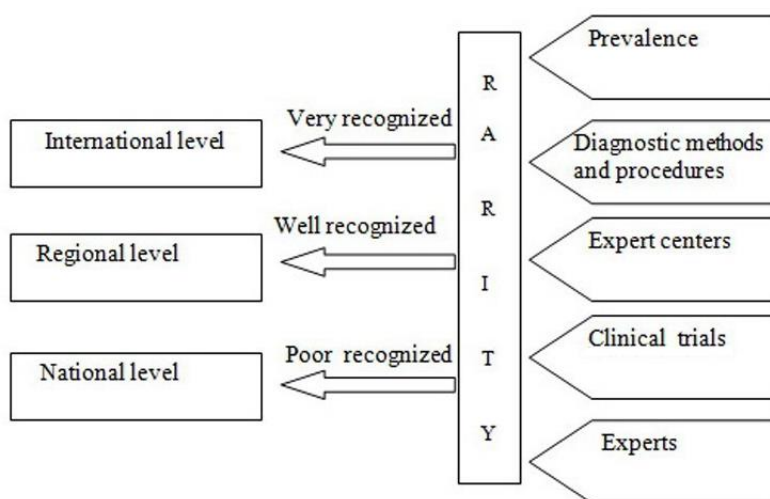 International level
Regional level
National level
Very recognized
Well recognized
Poor recognized
R
A
R
I
T
Y
Prevalence
Diagnostic methods
and procedures
Expert centers
Clinical trials
Experts